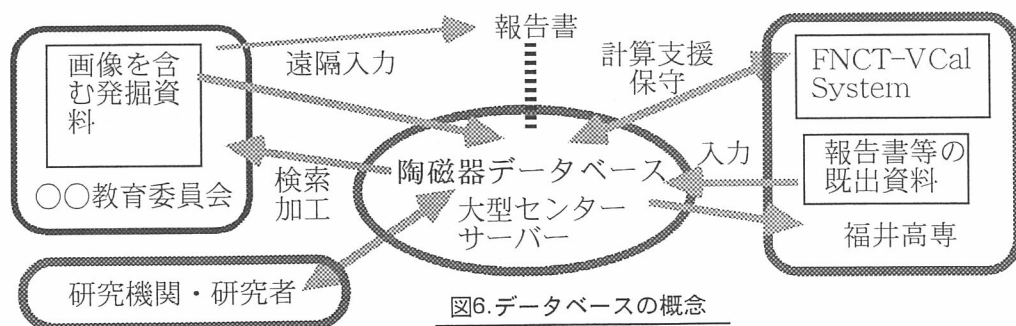 報告書
画像を含
む発掘資
料
遠隔入力
計算支援
保守
FNCT-VCal
System
〇〇教育委員会
検索
加工
陶磁器データベース
大型センター
サーバー
入力
報告書等の
既出資料
福井高専
研究機関・研究者
図6.データベースの概念